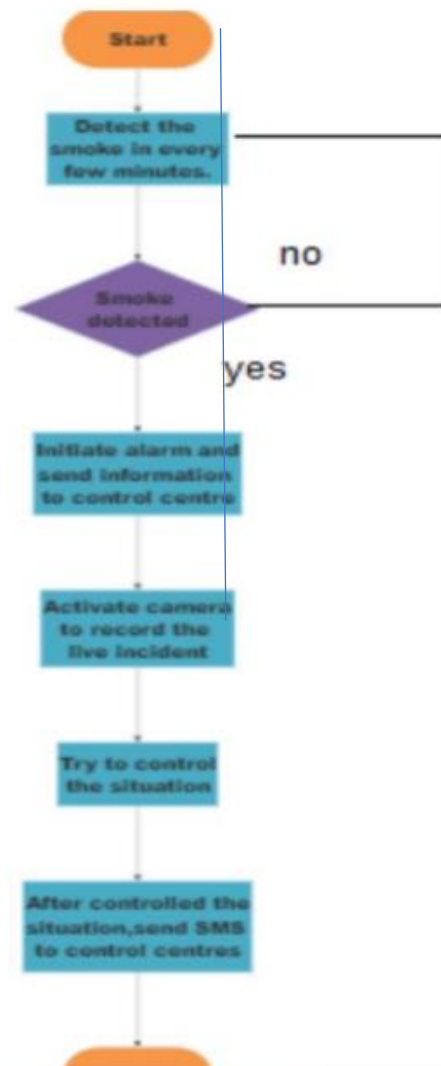 Start
Detect the
smoke in every
few minutes.
no
Smoke
detected
yes
Initiate alarm and
send information
to control centre
Activate camera
to record the
live incident
Try to control
the situation
After controlled the
situation,send SMS
to control centres